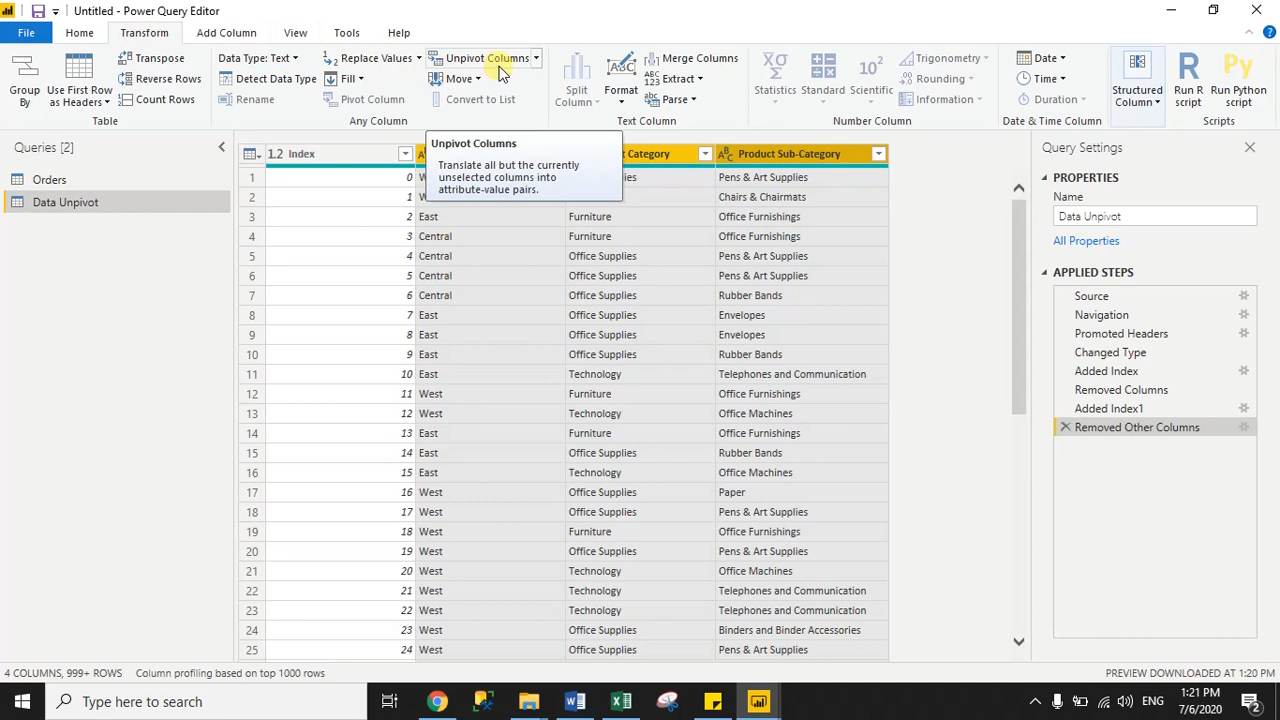 Untitled - Power Query Editor
File Home Transform Add Column View Tools Help
Group By
Use First Row as Headers
Transpose
Reverse Rows
Count Rows
Table
Data Type: Text
Detect Data Type
Rename
Replace Values
Fill
Pivot Column
Unpivot Columns
Move
Convert to List
Any Column
Split Column
Format
Merge Columns
Extract
Parse
Text Column
Statistics
Standard
Scientific
Trigonometry
Rounding
Information
Number Column
Date
Time
Duration
Date & Time Column
Structured Column
Run R script
Run Python script
Scripts
Unpivot Columns
Translate all but the currently
unselected columns into
attribute-value pairs.
Queries [2]
Orders
Data Unpivot
1.2 Index Category Product Sub-Category
1 0 Pens & Art Supplies
2 1 Chairs & Chairmats
3 2 East Furniture Office Furnishings
4 3 Central Furniture Office Furnishings
5 4 Central Office Supplies Pens & Art Supplies
6 5 Central Office Supplies Pens & Art Supplies
7 6 Central Office Supplies Rubber Bands
8 7 East Office Supplies Envelopes
9 8 East Office Supplies Envelopes
10 9 East Office Supplies Rubber Bands
11 10 East Technology Telephones and Communication
12 11 West Furniture Office Furnishings
13 12 West Technology Office Machines
14 13 East Furniture Office Furnishings
15 14 East Office Supplies Rubber Bands
16 15 East Technology Office Machines
17 16 West Office Supplies Paper
18 17 West Office Supplies Pens & Art Supplies
19 18 West Furniture Office Furnishings
20 19 West Office Supplies Pens & Art Supplies
21 20 West Technology Office Machines
22 21 West Technology Telephones and Communication
23 22 West Technology Telephones and Communication
24 23 West Office Supplies Binders and Binder Accessories
25 24 West Office Supplies Pens & Art Supplies
Query Settings
PROPERTIES
Name
Data Unpivot
All Properties
APPLIED STEPS
Source
Navigation
Promoted Headers
Changed Type
Added Index
Removed Columns
Added Index1
Removed Other Columns
4 COLUMNS, 999+ ROWS Column profiling based on top 1000 rows PREVIEW DOWNLOADED AT 1:20 PM
Type here to search
ENG
1:21 PM
7/6/2020
2